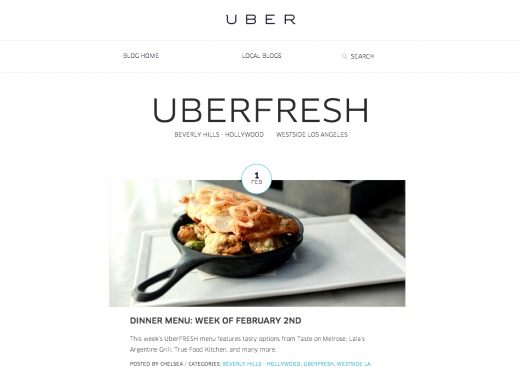 UBER
BLOG HOME LOCAL BLOGS SEARCH
UBERFRESH
BEVERLY HILLS - HOLLYWOOD WESTSIDE LOS ANGELES
1
FEB
DINNER MENU: WEEK OF FEBRUARY 2ND
This week's UberFRESH menu features tasty options from Taste on Melrose, Lala's
Argentine Grill, True Food Kitchen, and many more.
POSTED BY CHELSEA / CATEGORIES: BEVERLY HILLS - HOLLYWOOD, UBERFRESH, WESTSIDE LA